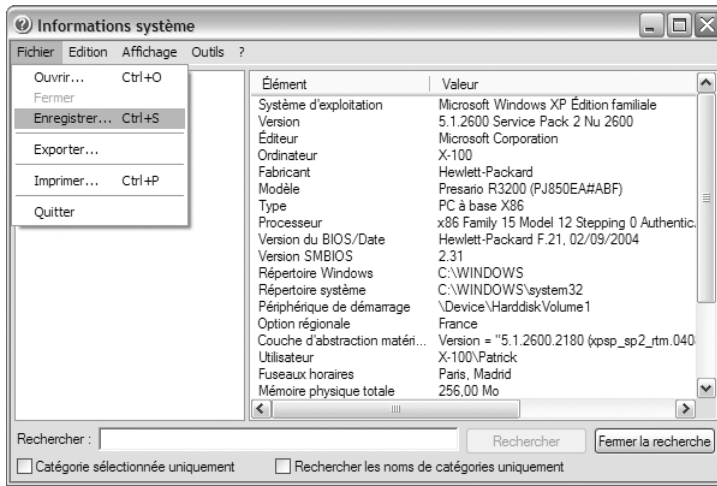 Informations système
Fichier Edition Affichage Outils ?
Ouvrir... Ctrl+O
Fermer
Enregistrer... Ctrl+S
Exporter...
Imprimer... Ctrl+P
Quitter
Élément Valeur
Système d'exploitation Microsoft Windows XP Édition familiale
Version 5.1.2600 Service Pack 2 Nu 2600
Éditeur Microsoft Corporation
Ordinateur X-100
Fabricant Hewlett-Packard
Modèle Presario R3200 (PJ850EA#ABF)
Type PC à base X86
Processeur x86 Family 15 Model 12 Stepping 0 Authentic.
Version du BIOS/Date Hewlett-Packard F.21, 02/09/2004
Version SMBIOS 2.31
Répertoire Windows C:\WINDOWS
Répertoire système C:\WINDOWS\system32
Périphérique de démarrage \Device\HarddiskVolume1
Option régionale France
Couche d'abstraction matéri... Version = "5.1.2600.2180 (xpsp_sp2_rtm.040
Utilisateur X-100\Patrick
Fuseaux horaires Paris, Madrid
Mémoire physique totale 256,00 Mo
Rechercher : Rechercher Fermer la recherche
Catégorie sélectionnée uniquement Rechercher les noms de catégories uniquement